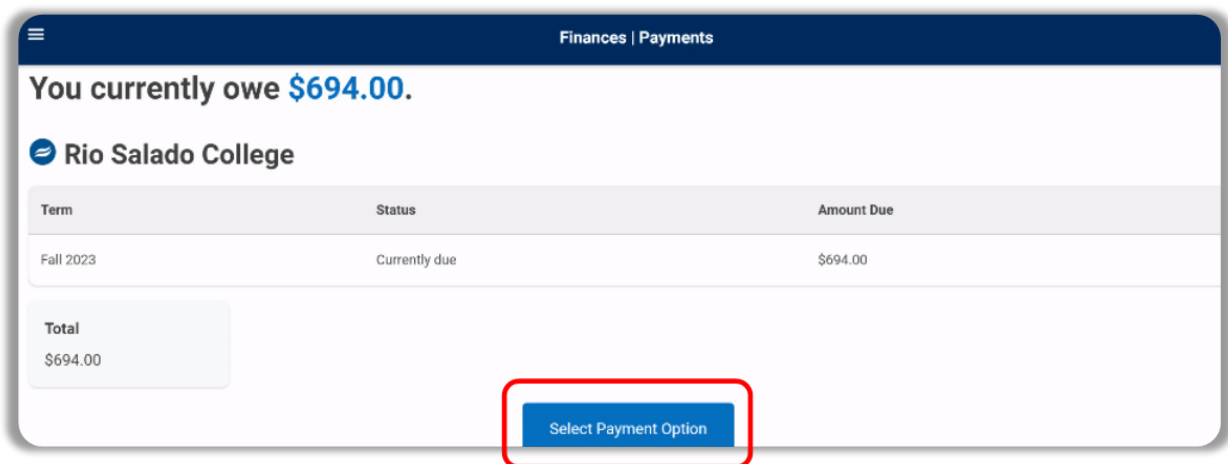 Finances | Payments
You currently owe $694.00.
Rio Salado College
Term Status Amount Due
Fall 2023 Currently due $694.00
Total
$694.00
Select Payment Option